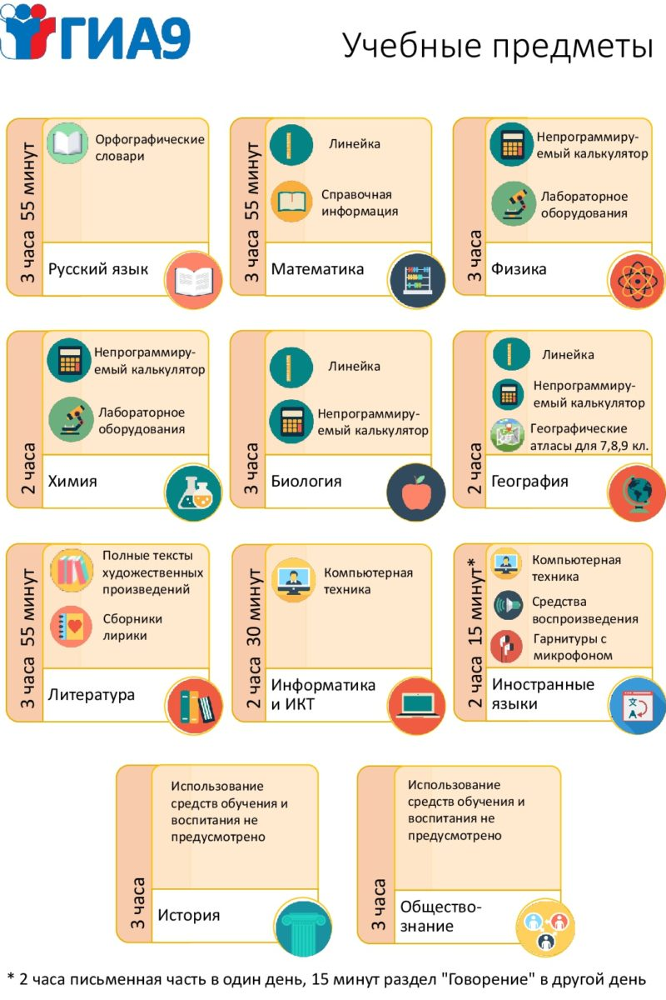 ГИА9
Учебные предметы
3 часа 55 минут
Орфографические
словари
Русский язык
3 часа 55 минут
Линейка
Справочная
информация
Математика
3 часа
Непрограммиру-
емый калькулятор
Лабораторное
оборудования
Физика
2 часа
Непрограммиру-
емый калькулятор
Лабораторное
оборудования
Химия
3 часа
Линейка
Непрограммиру-
емый калькулятор
Биология
2 часа
Линейка
Непрограммиру-
емый калькулятор
Географические
атласы для 7,8,9 кл.
География
3 часа 55 минут
Полные тексты
художественных
произведений
Сборники
лирики
Литература
2 часа 30 минут
Компьютерная
техника
Информатика
и ИКТ
2 часа 15 минут*
Компьютерная
техника
Средства
воспроизведения
Гарнитуры с
микрофоном
Иностранные
языки
3 часа
Использование
средств обучения и
воспитания не
предусмотрено
История
3 часа
Использование
средств обучения и
воспитания не
предусмотрено
Общество-
знание
* 2 часа письменная часть в один день, 15 минут раздел "Говорение" в другой день